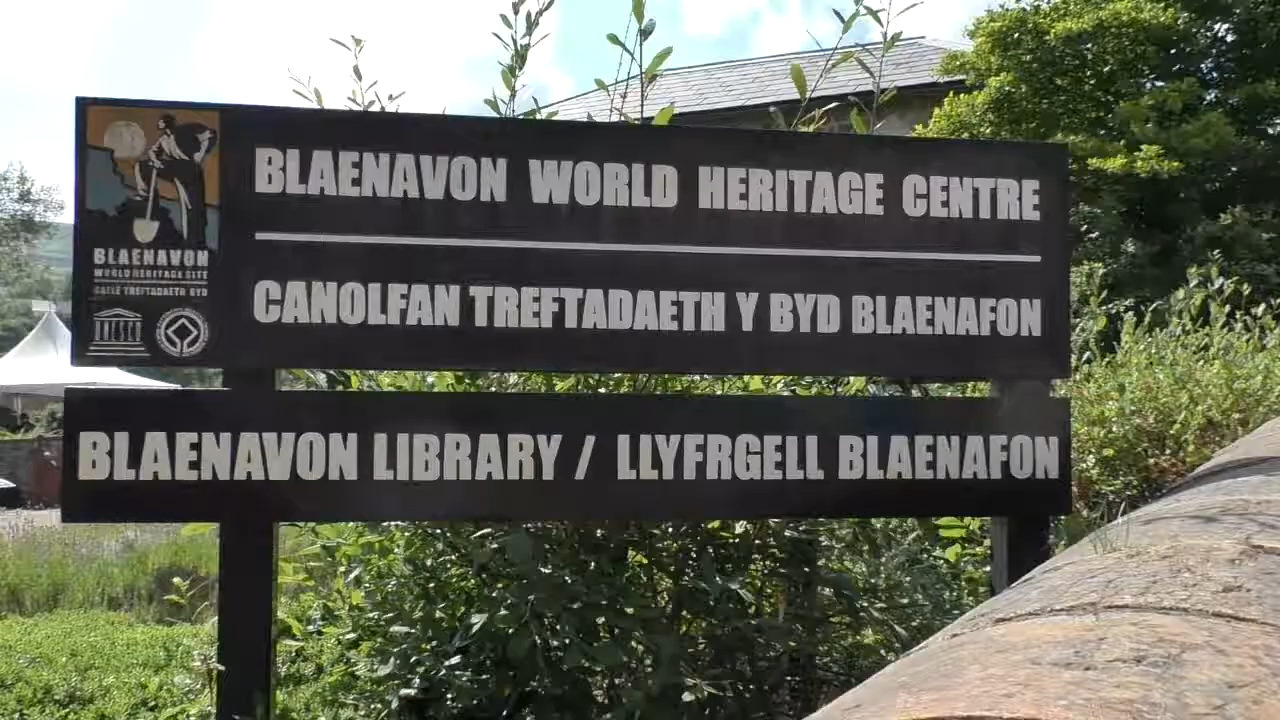 BLAENAVON WORLD HERITAGE CENTRE
CANOLFAN TREFTADAETH Y BYD BLAENAFON
BLAENAVON
WORLD HERITAGE SITE
SAFLE TREFTADAETH BYD
UNESCO
BLAENAVON LIBRARY / LLYFRGELL BLAENAFON